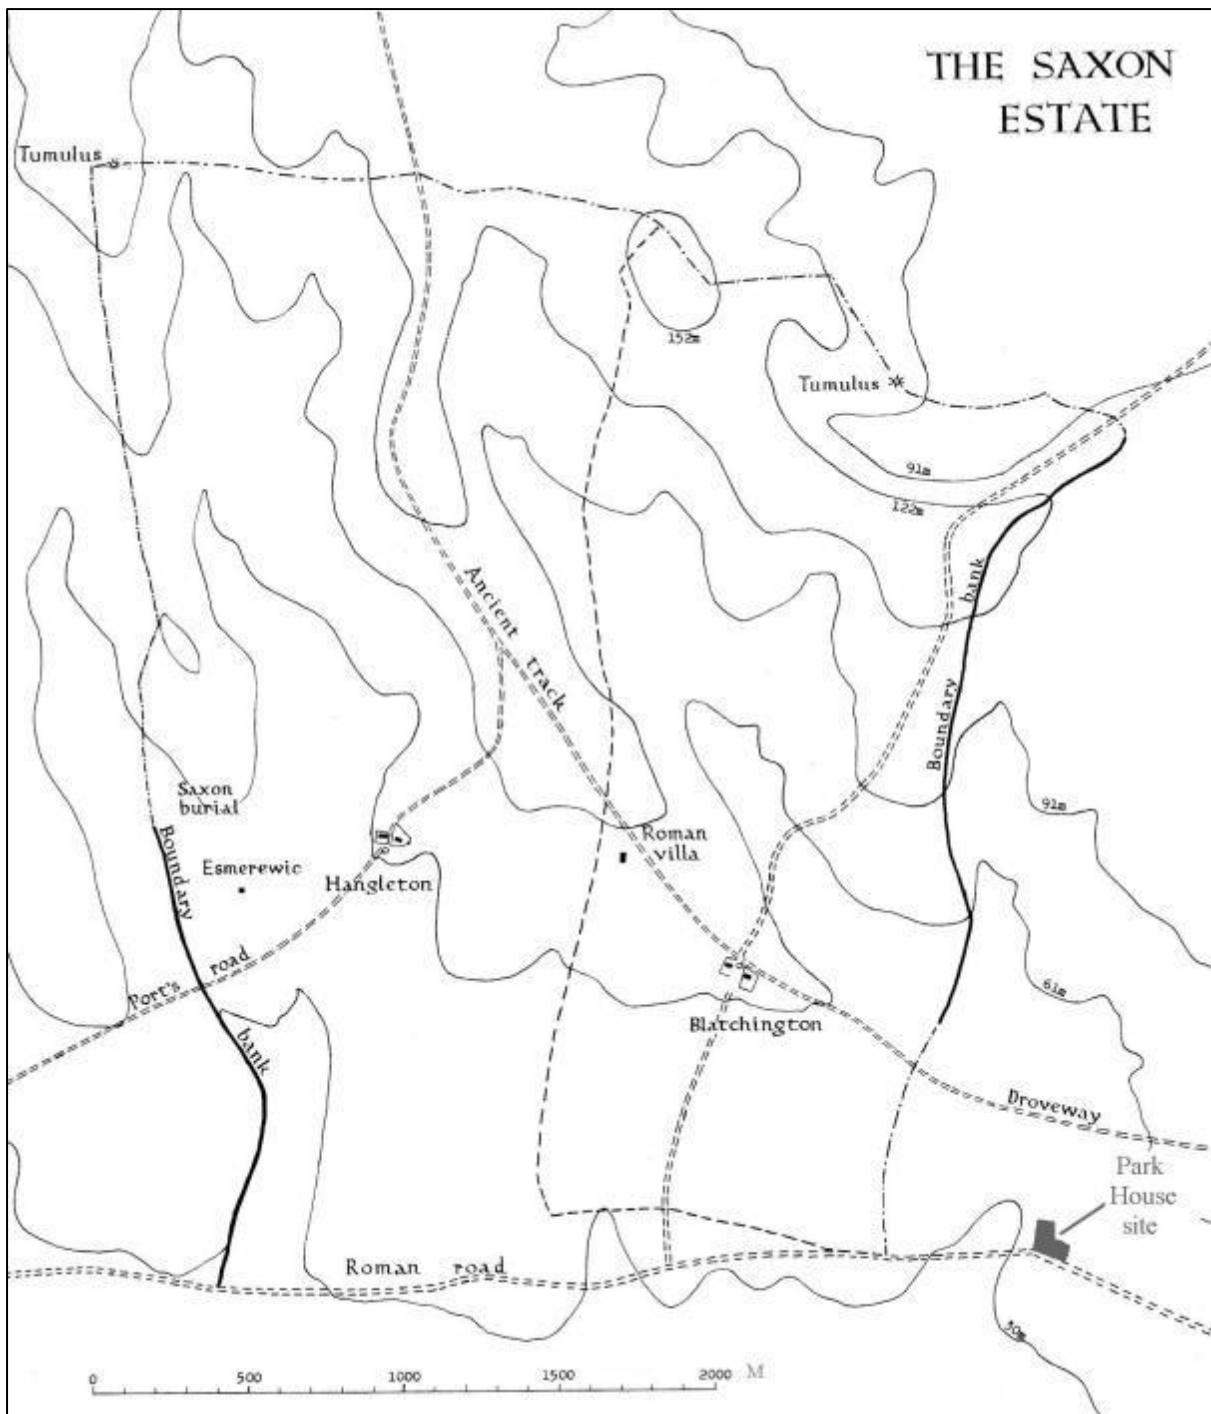 THE SAXON
ESTATE
Tumulus
152m
Tumulus
91m
122m
Ancient track
Boundary bank
Saxon
burial
Boundary bank
Esmerewic
Hangleton
Roman
villa
91m
Port's road
Blatchington
61m
Droveway
Park
House
site
Roman road
30m
0 500 1000 1500 2000 M